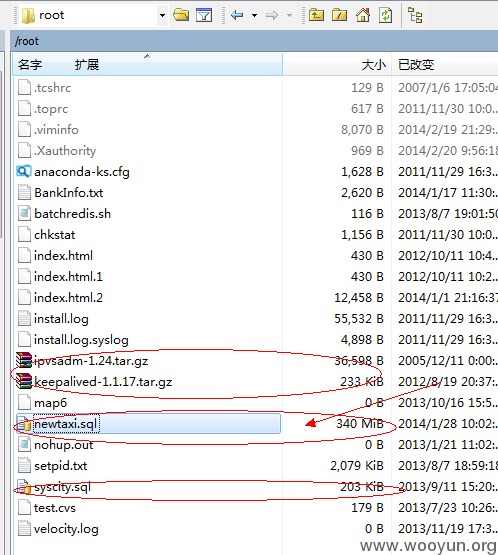 root
/root
名字 扩展 大小 已改变
.tcshrc 129 B 2007/1/6 17:05:04
.toprc 617 B 2011/11/30 10:0...
.viminfo 8,070 B 2014/2/19 21:29:...
.Xauthority 969 B 2014/2/20 9:56:18
anaconda-ks.cfg 1,628 B 2011/11/29 16:3...
BankInfo.txt 2,620 B 2014/1/17 11:30:...
batchredis.sh 116 B 2013/8/7 19:01:50
chkstat 1,156 B 2011/11/30 10:0...
index.html 430 B 2012/10/11 10:4...
index.html.1 430 B 2012/10/11 10:5...
index.html.2 12,458 B 2014/1/1 21:16:37
install.log 55,532 B 2011/11/29 16:3...
install.log.syslog 4,898 B 2011/11/29 16:3...
ipvsadm-1.24.tar.gz 36,598 B 2005/12/11 0:00:...
keepalived-1.1.17.tar.gz 233 KiB 2012/8/19 20:37:...
map6 0 B 2013/10/16 15:5...
newtaxi.sql 340 MiB 2014/1/28 10:02:...
nohup.out 0 B 2013/1/21 11:02:...
setpid.txt 2,079 KiB 2013/8/7 18:59:18
syscity.sql 203 KiB 2013/9/11 15:20:...
test.cvs 179 B 2013/7/23 10:26:...
velocity.log 0 B 2013/11/19 17:3...
www.wooyun.org